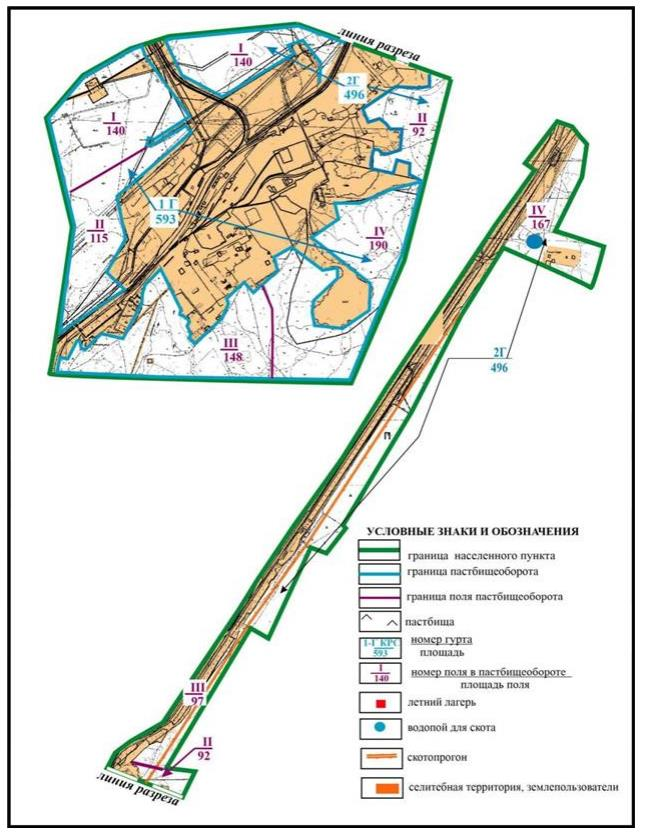 линия разреза
I
140
2Г
496
I
140
II
92
1 Г
593
II
115
IV
190
III
148
IV
167
2Г
496
П
III
97
II
92
линия разреза
УСЛОВНЫЕ ЗНАКИ И ОБОЗНАЧЕНИЯ
граница населенного пункта
граница пастбищеоборота
граница поля пастбищеоборота
пастбища
1-Г КРС
593
номер гурта
площадь
I
140
номер поля в пастбищеобороте
площадь поля
летний лагерь
водопой для скота
скотопрогон
селитебная территория, землепользователи